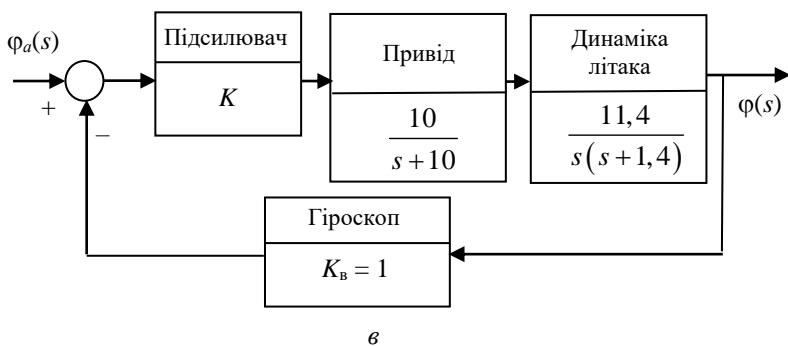 φₐ(s)
+
−
Підсилювач
K
Привід
10
s+10
Динаміка
літака
11,4
s(s+1,4)
φ(s)
Гіроскоп
Kв = 1
в